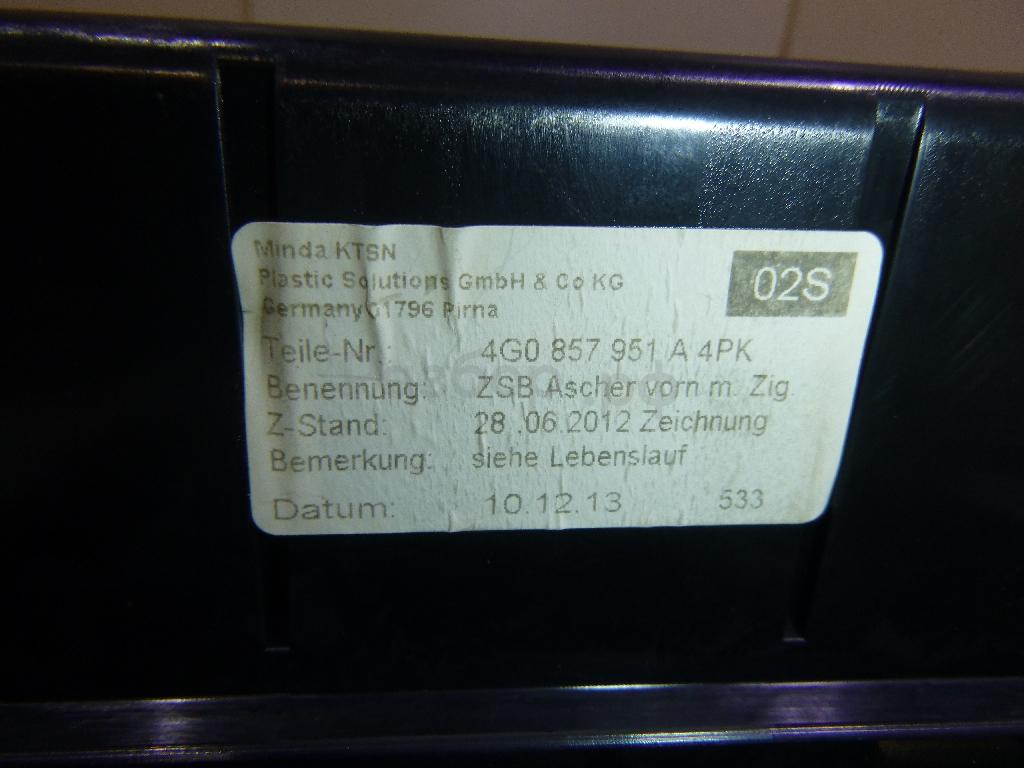 Minda KTSN
Plastic Solutions GmbH & Co KG
Germany 01796 Pirna
02S
Teile-Nr.: 4G0 857 951 A 4PK
Benennung: ZSB Ascher vorn m. Zig.
Z-Stand: 28 .06.2012 Zeichnung
Bemerkung: siehe Lebenslauf
Datum: 10.12.13 533